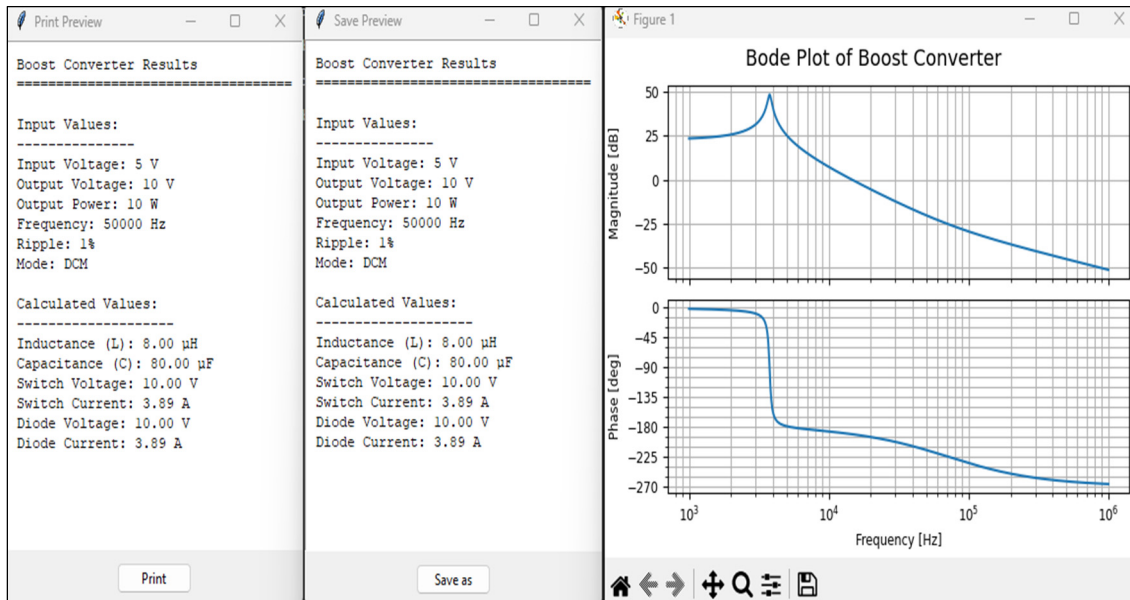 Print Preview
Boost Converter Results
===================================
Input Values:
---------------
Input Voltage: 5 V
Output Voltage: 10 V
Output Power: 10 W
Frequency: 50000 Hz
Ripple: 1%
Mode: DCM
Calculated Values:
--------------------
Inductance (L): 8.00 µH
Capacitance (C): 80.00 µF
Switch Voltage: 10.00 V
Switch Current: 3.89 A
Diode Voltage: 10.00 V
Diode Current: 3.89 A
Print
Save Preview
Boost Converter Results
===================================
Input Values:
---------------
Input Voltage: 5 V
Output Voltage: 10 V
Output Power: 10 W
Frequency: 50000 Hz
Ripple: 1%
Mode: DCM
Calculated Values:
--------------------
Inductance (L): 8.00 µH
Capacitance (C): 80.00 µF
Switch Voltage: 10.00 V
Switch Current: 3.89 A
Diode Voltage: 10.00 V
Diode Current: 3.89 A
Save as
Figure 1
Bode Plot of Boost Converter
Magnitude [dB]
50
25
0
−25
−50
Phase [deg]
0
−45
−90
−135
−180
−225
−270
10³ 10⁴ 10⁵ 10⁶
Frequency [Hz]